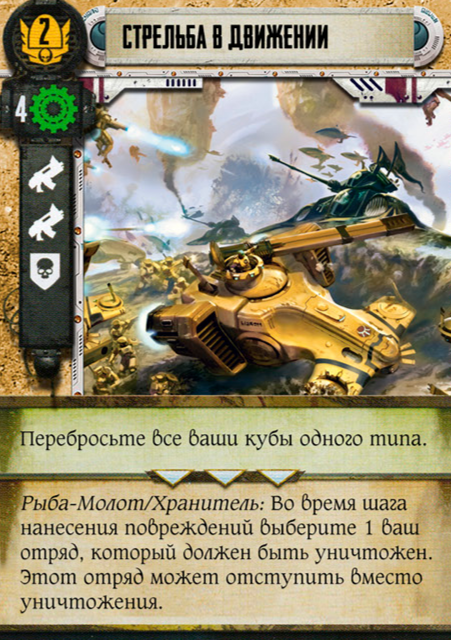 2
СТРЕЛЬБА В ДВИЖЕНИИ
4
Перебросьте все ваши кубы одного типа.
Рыба-Молот/Хранитель: Во время шага
нанесения повреждений выберите 1 ваш
отряд, который должен быть уничтожен.
Этот отряд может отступить вместо
уничтожения.